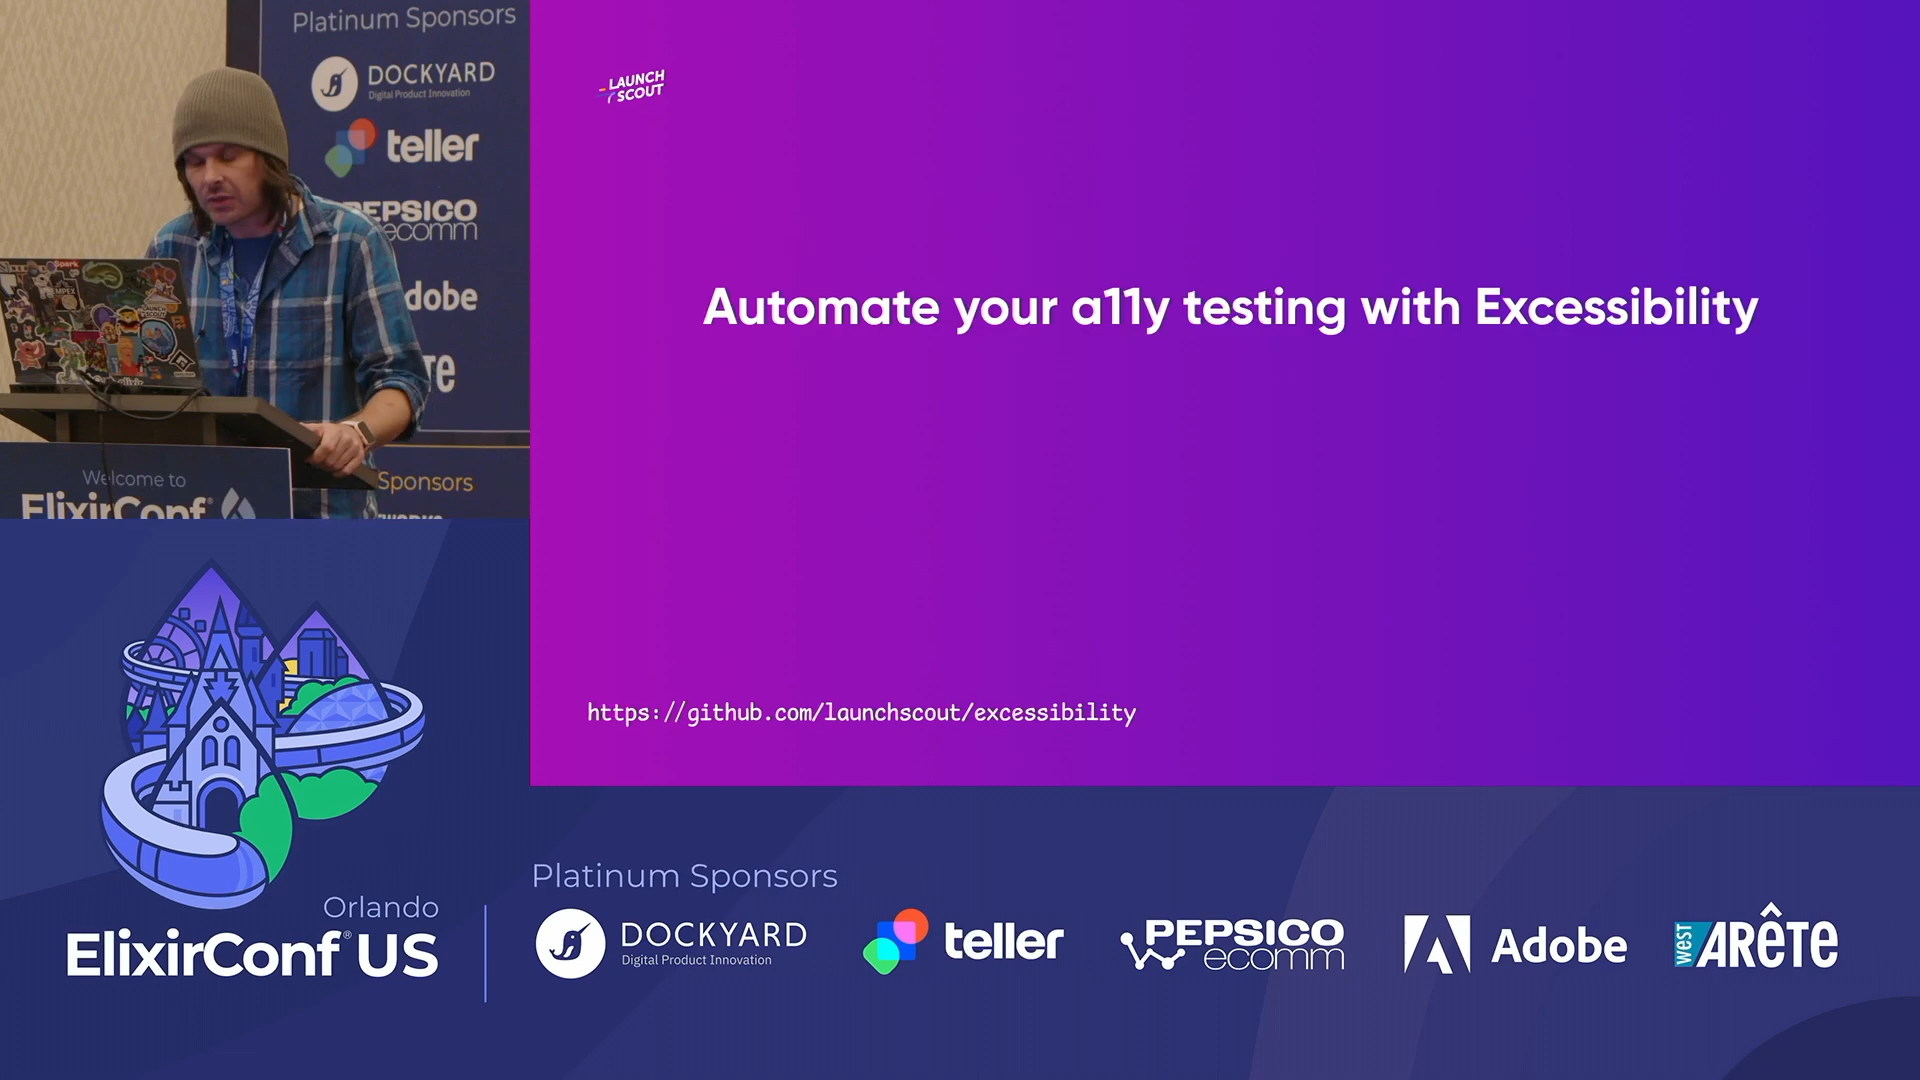 Platinum Sponsors
DOCKYARD
Digital Product Innovation
teller
PEPSICO
ecomm
dobe
TE
Welcome to
ElixirConf®
Sponsors
LAUNCH
SCOUT
Automate your a11y testing with Excessibility
https://github.com/launchscout/excessibility
Orlando
ElixirConf® US
Platinum Sponsors
DOCKYARD
Digital Product Innovation
teller
PEPSICO
ecomm
Adobe
west ARÊTE